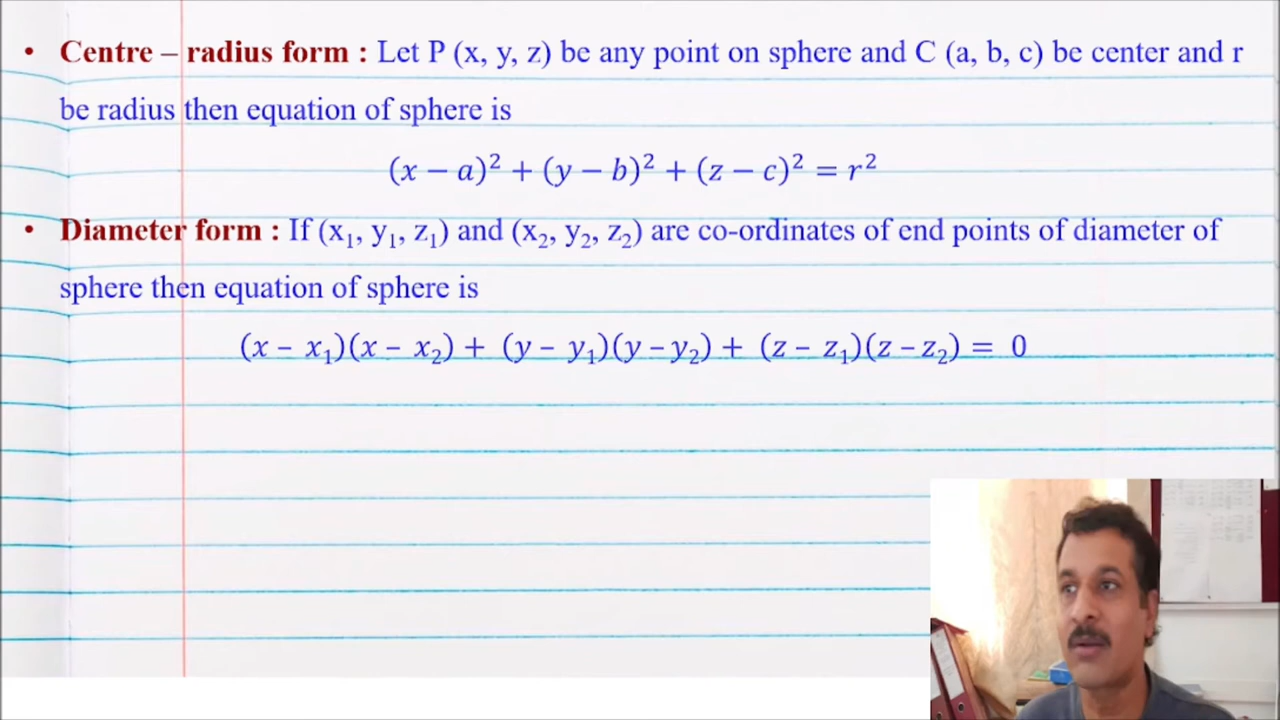 • Centre – radius form : Let P (x, y, z) be any point on sphere and C (a, b, c) be center and r
be radius then equation of sphere is
(x − a)² + (y − b)² + (z − c)² = r²
• Diameter form : If (x₁, y₁, z₁) and (x₂, y₂, z₂) are co-ordinates of end points of diameter of
sphere then equation of sphere is
(x − x₁)(x − x₂) + (y − y₁)(y − y₂) + (z − z₁)(z − z₂) = 0